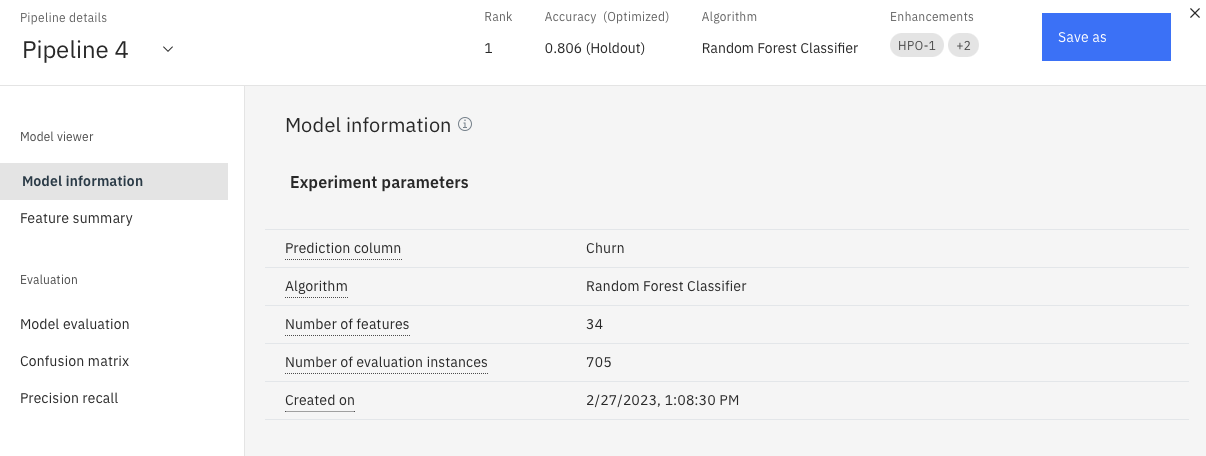 Pipeline details
Pipeline 4
Rank
1
Accuracy (Optimized)
0.806 (Holdout)
Algorithm
Random Forest Classifier
Enhancements
HPO-1 +2
Save as
Model viewer
Model information
Feature summary
Evaluation
Model evaluation
Confusion matrix
Precision recall
Model information
Experiment parameters
Prediction column Churn
Algorithm Random Forest Classifier
Number of features 34
Number of evaluation instances 705
Created on 2/27/2023, 1:08:30 PM